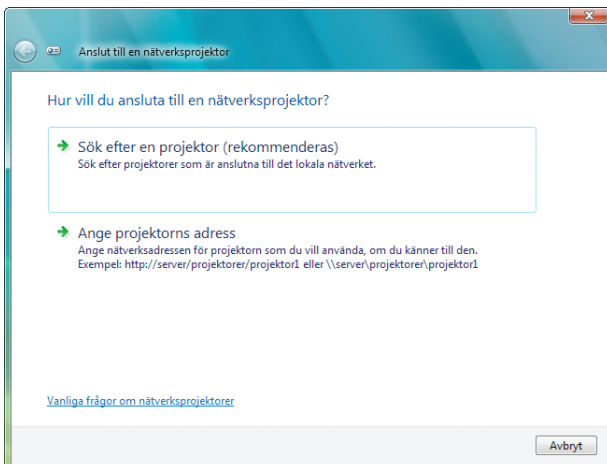 Anslut till en nätverksprojektor
Hur vill du ansluta till en nätverksprojektor?
Sök efter en projektor (rekommenderas)
Sök efter projektorer som är anslutna till det lokala nätverket.
Ange projektorns adress
Ange nätverksadressen för projektorn som du vill använda, om du känner till den.
Exempel: http://server/projektorer/projektor1 eller \\server\projektorer\projektor1
Vanliga frågor om nätverksprojektorer
Avbryt